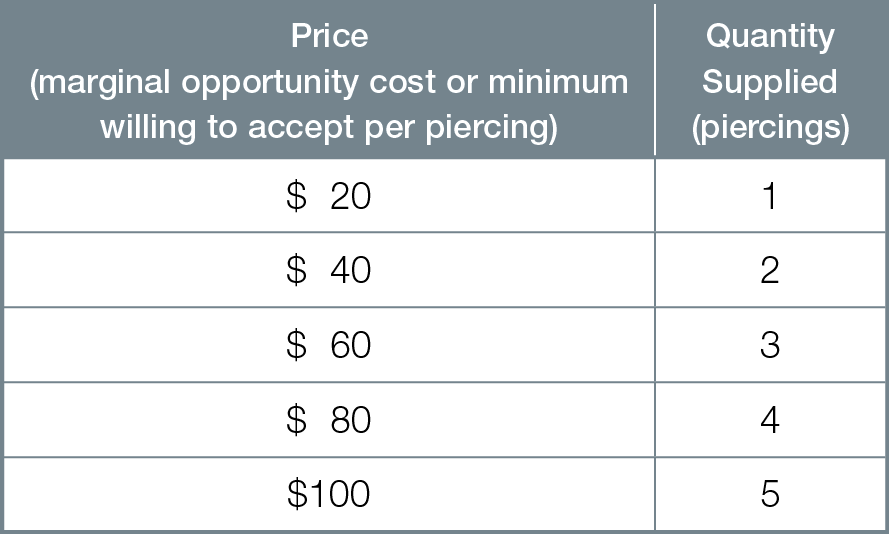 Price
(marginal opportunity cost or minimum
willing to accept per piercing)
Quantity
Supplied
(piercings)
$ 20 1
$ 40 2
$ 60 3
$ 80 4
$100 5